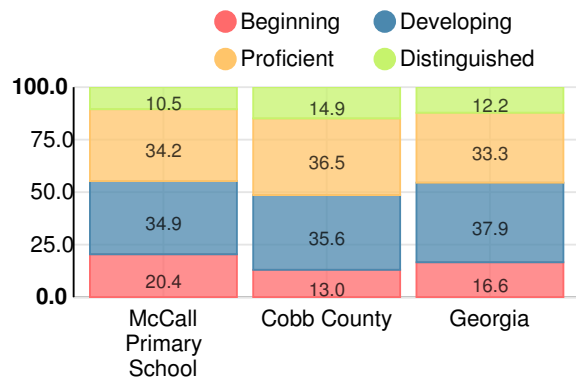 Beginning Developing
Proficient Distinguished
100.0
75.0
50.0
25.0
0.0
10.5 14.9 12.2
34.2 36.5 33.3
34.9 35.6 37.9
20.4 13.0 16.6
McCall Primary School
Cobb County
Georgia